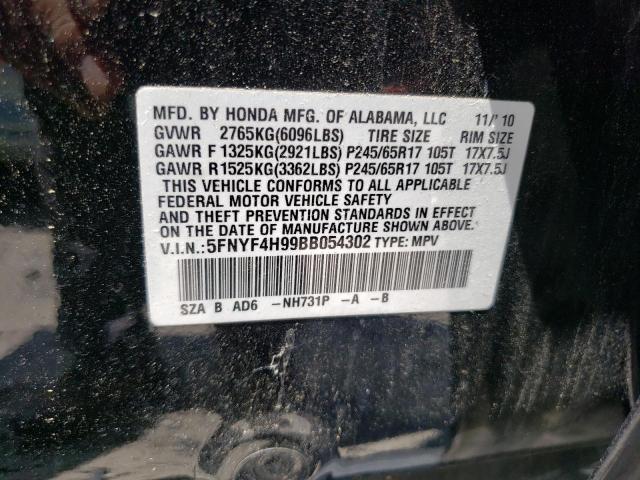 MFD. BY HONDA MFG. OF ALABAMA, LLC 11/'10
GVWR 2765KG(6096LBS) TIRE SIZE RIM SIZE
GAWR F 1325KG(2921LBS) P245/65R17 105T 17X7.5J
GAWR R 1525KG(3362LBS) P245/65R17 105T 17X7.5J
THIS VEHICLE CONFORMS TO ALL APPLICABLE
FEDERAL MOTOR VEHICLE SAFETY
AND THEFT PREVENTION STANDARDS IN EFFECT
ON THE DATE OF MANUFACTURE SHOWN ABOVE.
V.I.N.:5FNYF4H99BB054302 TYPE: MPV
SZA B AD6 -NH731P -A -B